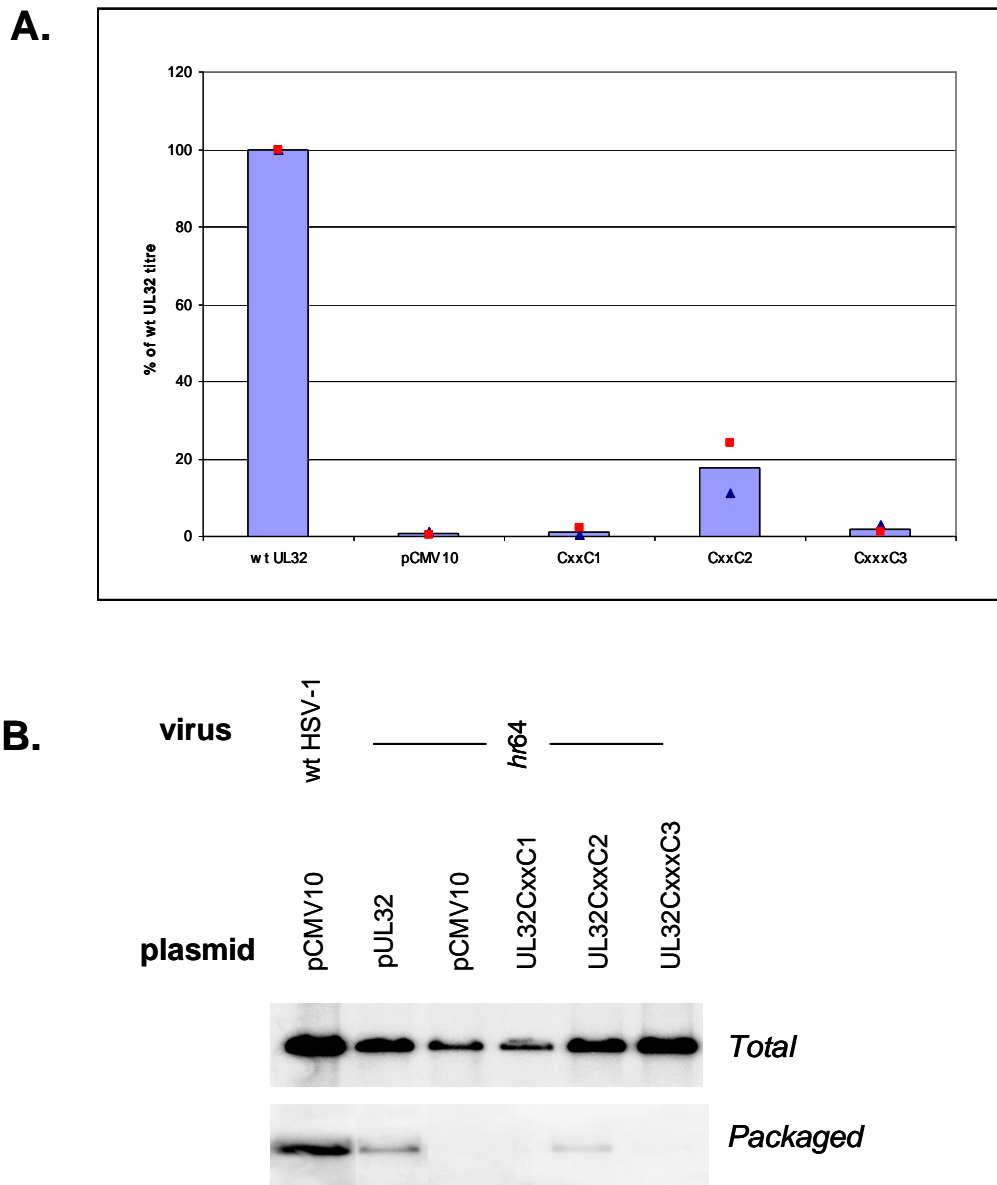 A.
120
100
80
60
40
20
0
% of wt UL32 titre
wt UL32 pCMV10 CxxC1 CxxC2 CxxxC3
B.
virus
wt HSV-1
hr64
plasmid
pCMV10
pUL32
pCMV10
UL32CxxC1
UL32CxxC2
UL32CxxxC3
Total
Packaged